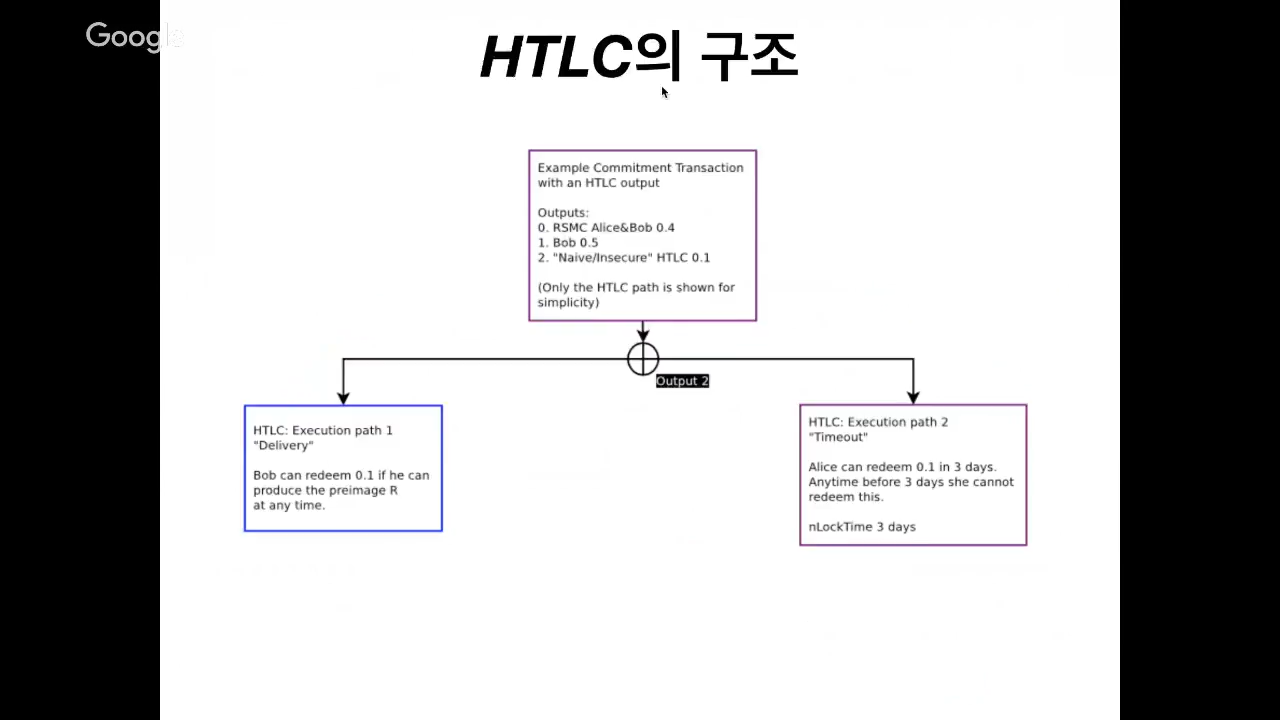 Google
HTLC의 구조
Example Commitment Transaction
with an HTLC output
Outputs:
0. RSMC Alice&Bob 0.4
1. Bob 0.5
2. "Naive/Insecure" HTLC 0.1
(Only the HTLC path is shown for
simplicity)
Output 2
HTLC: Execution path 1
"Delivery"
Bob can redeem 0.1 if he can
produce the preimage R
at any time.
HTLC: Execution path 2
"Timeout"
Alice can redeem 0.1 in 3 days.
Anytime before 3 days she cannot
redeem this.
nLockTime 3 days